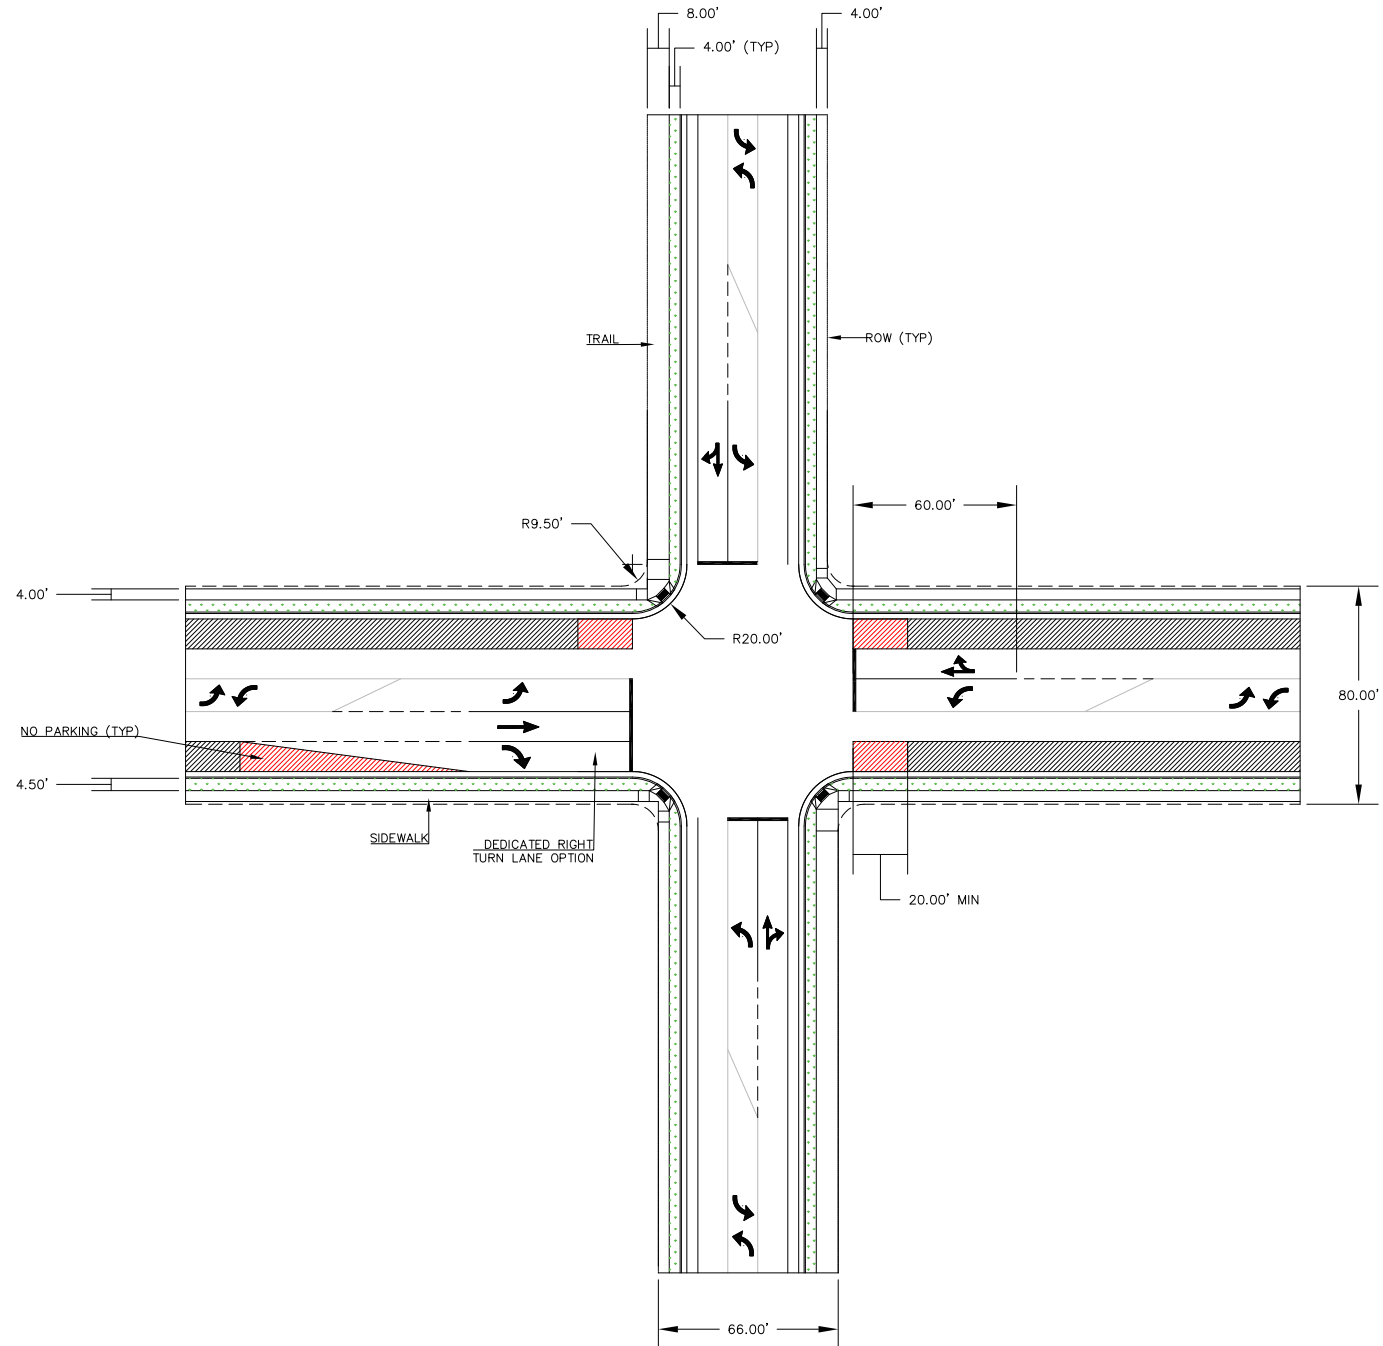 8.00'
4.00'
4.00' (TYP)
TRAIL
ROW (TYP)
60.00'
R9.50'
4.00'
R20.00'
80.00'
NO PARKING (TYP)
4.50'
SIDEWALK
DEDICATED RIGHT
TURN LANE OPTION
20.00' MIN
66.00'